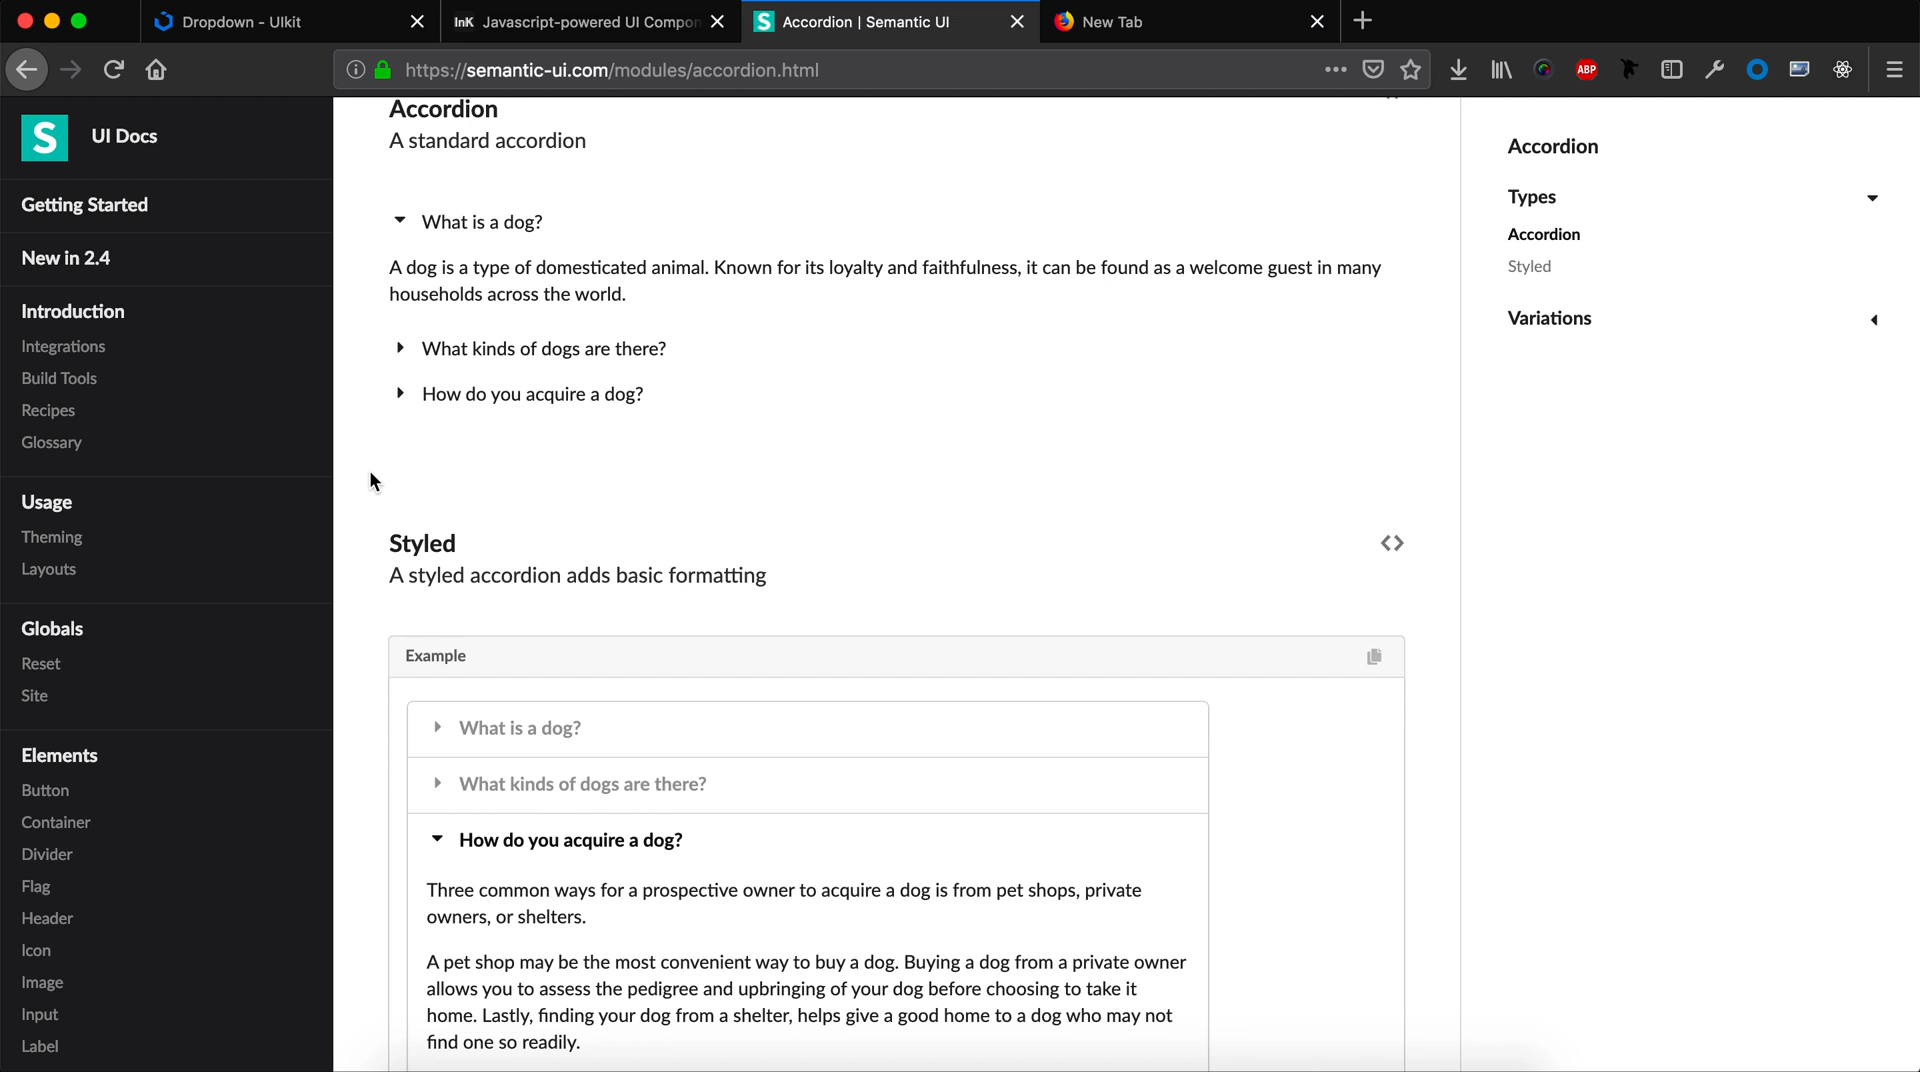 Dropdown - UIkit
InK Javascript-powered UI Compon
S Accordion | Semantic UI
New Tab
https://semantic-ui.com/modules/accordion.html
ABP
S UI Docs
Getting Started
New in 2.4
Introduction
Integrations
Build Tools
Recipes
Glossary
Usage
Theming
Layouts
Globals
Reset
Site
Elements
Button
Container
Divider
Flag
Header
Icon
Image
Input
Label
Accordion
A standard accordion
What is a dog?
A dog is a type of domesticated animal. Known for its loyalty and faithfulness, it can be found as a welcome guest in many
households across the world.
What kinds of dogs are there?
How do you acquire a dog?
Styled
A styled accordion adds basic formatting
Example
What is a dog?
What kinds of dogs are there?
How do you acquire a dog?
Three common ways for a prospective owner to acquire a dog is from pet shops, private
owners, or shelters.
A pet shop may be the most convenient way to buy a dog. Buying a dog from a private owner
allows you to assess the pedigree and upbringing of your dog before choosing to take it
home. Lastly, finding your dog from a shelter, helps give a good home to a dog who may not
find one so readily.
Accordion
Types
Accordion
Styled
Variations